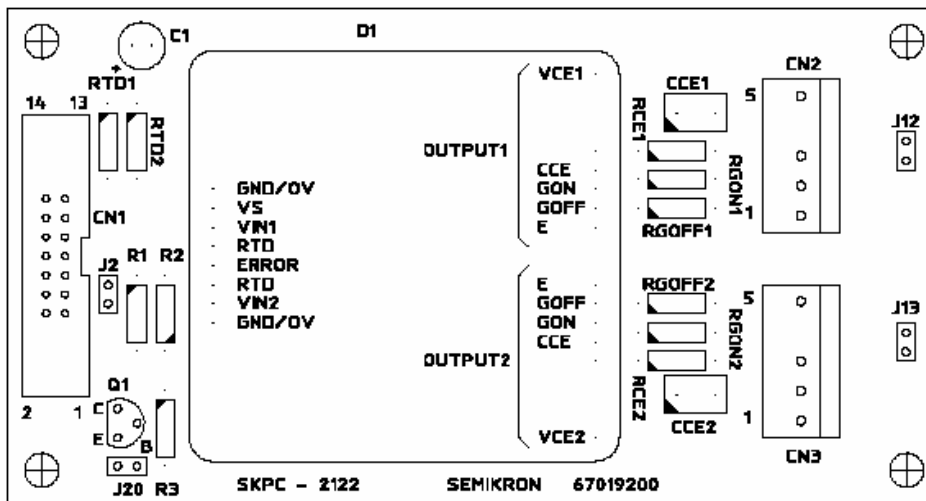 C1
D1
RTD1
RTD2
14 13
CN1
2 1
J2
R1 R2
Q1
C
E
B
J20
R3
GND/0V
VS
VIN1
RTD
ERROR
RTD
VIN2
GND/0V
VCE1
OUTPUT1
CCE
GON
GOFF
E
E
GOFF
GON
CCE
OUTPUT2
VCE2
CCE1
RCE1
RGON1
RGOFF1
RGOFF2
RGON2
RCE2
CCE2
CN2
5
1
J12
5
1
CN3
J13
SKPC - 2122 SEMIKRON 67019200